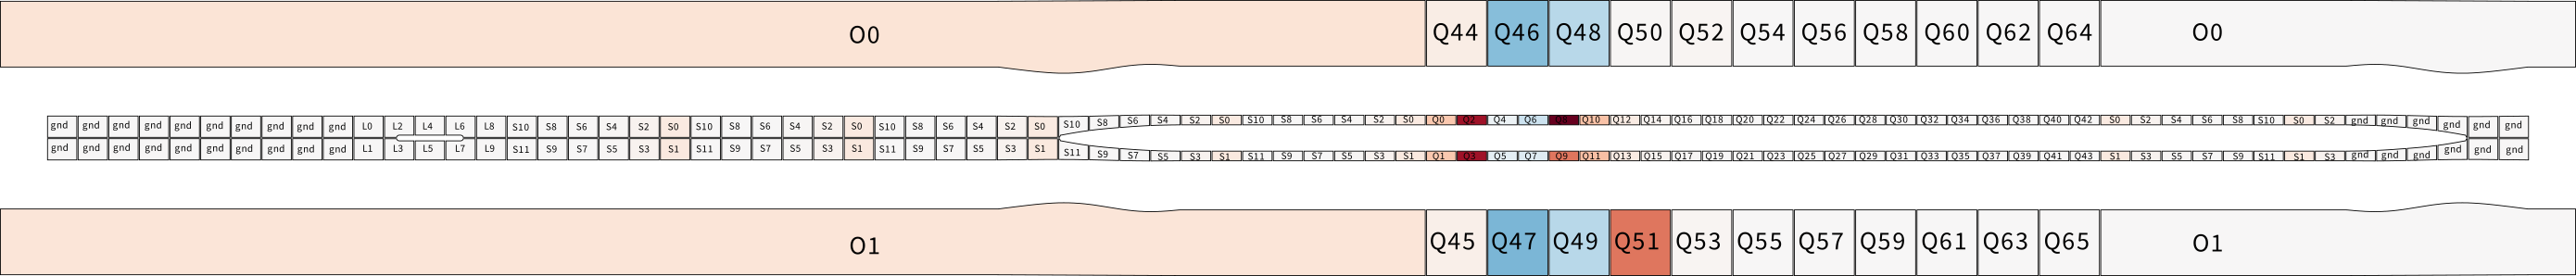 O0 Q44 Q46 Q48 Q50 Q52 Q54 Q56 Q58 Q60 Q62 Q64 O0
gnd gnd gnd gnd gnd gnd gnd gnd gnd gnd L0 L2 L4 L6 L8 S10 S8 S6 S4 S2 S0 S10 S8 S6 S4 S2 S0 S10 S8 S6 S4 S2 S0 S10 S8 S6 S4 S2 S0 S10 S8 S6 S4 S2 S0 Q0 Q2 Q4 Q6 Q8 Q10 Q12 Q14 Q16 Q18 Q20 Q22 Q24 Q26 Q28 Q30 Q32 Q34 Q36 Q38 Q40 Q42 S0 S2 S4 S6 S8 S10 S0 S2 gnd gnd gnd gnd gnd gnd
gnd gnd gnd gnd gnd gnd gnd gnd gnd gnd L1 L3 L5 L7 L9 S11 S9 S7 S5 S3 S1 S11 S9 S7 S5 S3 S1 S11 S9 S7 S5 S3 S1 S11 S9 S7 S5 S3 S1 S11 S9 S7 S5 S3 S1 Q1 Q3 Q5 Q7 Q9 Q11 Q13 Q15 Q17 Q19 Q21 Q23 Q25 Q27 Q29 Q31 Q33 Q35 Q37 Q39 Q41 Q43 S1 S3 S5 S7 S9 S11 S1 S3 gnd gnd gnd gnd gnd gnd
O1 Q45 Q47 Q49 Q51 Q53 Q55 Q57 Q59 Q61 Q63 Q65 O1